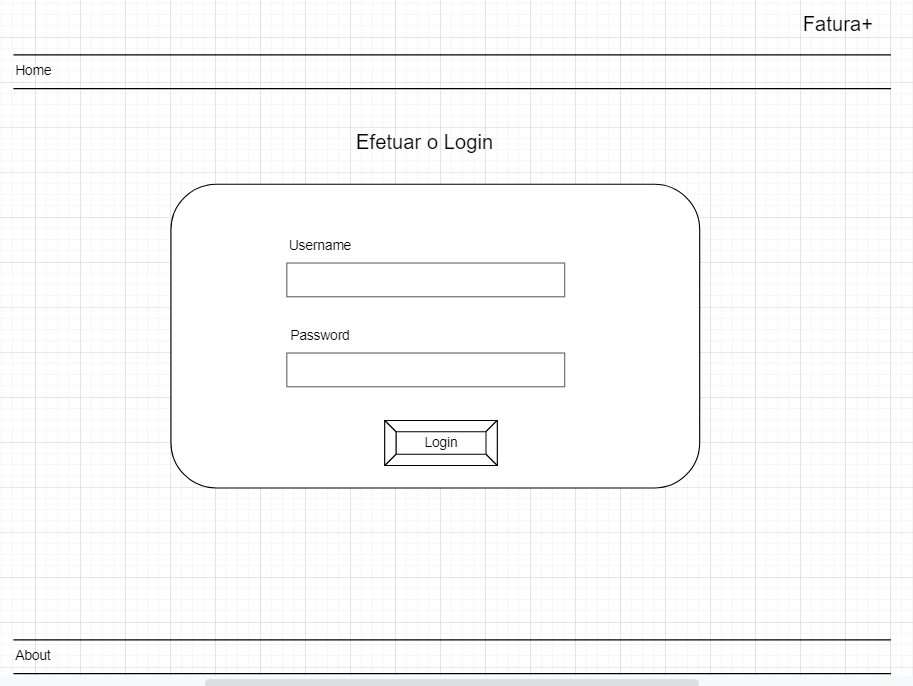 Fatura+
Home
Efetuar o Login
Username
Password
Login
About